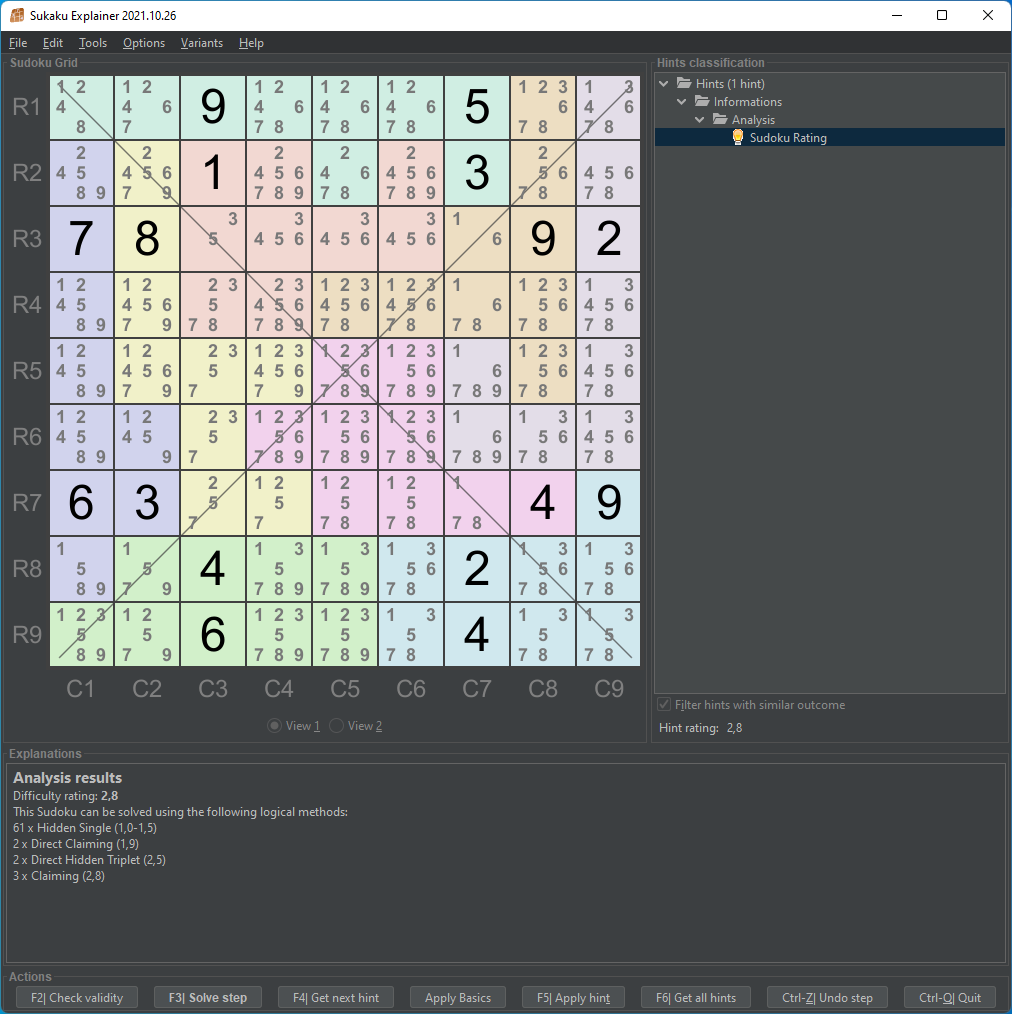 Sukaku Explainer 2021.10.26
File Edit Tools Options Variants Help
Sudoku Grid
1 2 1 2 1 2 1 2 1 2 1 2 3 1 3
R1 4 4 6 9 4 6 4 6 4 6 5 6 4 6
8 7 7 8 7 8 7 8 7 8 7 8
2 2 2 2 2 2
R2 4 5 4 5 6 1 4 5 6 4 6 4 5 6 3 5 6 4 5 6
8 9 7 9 7 8 9 7 8 7 8 9 7 8 7 8
3 3 3 3 1
R3 7 8 5 4 5 6 4 5 6 4 5 6 6 9 2
1 2 1 2 2 3 2 3 1 2 3 1 2 3 1 1 2 3 1 3
R4 4 5 4 5 6 5 4 5 6 4 5 6 4 5 6 6 5 6 4 5 6
8 9 7 9 7 8 7 8 9 7 8 7 8 7 8 7 8 7 8
1 2 1 2 2 3 1 2 3 1 2 3 1 2 3 1 1 2 3 1 3
R5 4 5 4 5 6 5 4 5 6 5 6 5 6 6 5 6 4 5 6
8 9 7 9 7 7 9 7 8 9 7 8 9 7 8 9 7 8 7 8
1 2 1 2 2 3 1 2 3 1 2 3 1 2 3 1 1 3 1 3
R6 4 5 4 5 5 5 6 5 6 5 6 6 5 6 4 5 6
8 9 9 7 7 8 9 7 8 9 7 8 9 7 8 9 7 8 7 8
2 1 2 1 2 1 2 1
R7 6 3 5 5 5 5 4 9
7 7 7 8 7 8 7 8
1 1 1 3 1 3 1 3 1 3 1 3
R8 5 5 4 5 5 5 6 2 5 6 5 6
8 9 7 9 7 8 9 7 8 9 7 8 7 8 7 8
1 2 3 1 2 1 2 3 1 2 3 1 3 1 3 1 3
R9 5 5 6 5 5 5 4 5 5
8 9 7 9 7 8 9 7 8 9 7 8 7 8 7 8
C1 C2 C3 C4 C5 C6 C7 C8 C9
View 1 View 2
Hints classification
Hints (1 hint)
Informations
Analysis
Sudoku Rating
Filter hints with similar outcome
Hint rating: 2,8
Explanations
Analysis results
Difficulty rating: 2,8
This Sudoku can be solved using the following logical methods:
61 x Hidden Single (1,0-1,5)
2 x Direct Claiming (1,9)
2 x Direct Hidden Triplet (2,5)
3 x Claiming (2,8)
Actions
F2| Check validity F3| Solve step F4| Get next hint Apply Basics F5| Apply hint F6| Get all hints Ctrl-Z| Undo step Ctrl-Q| Quit